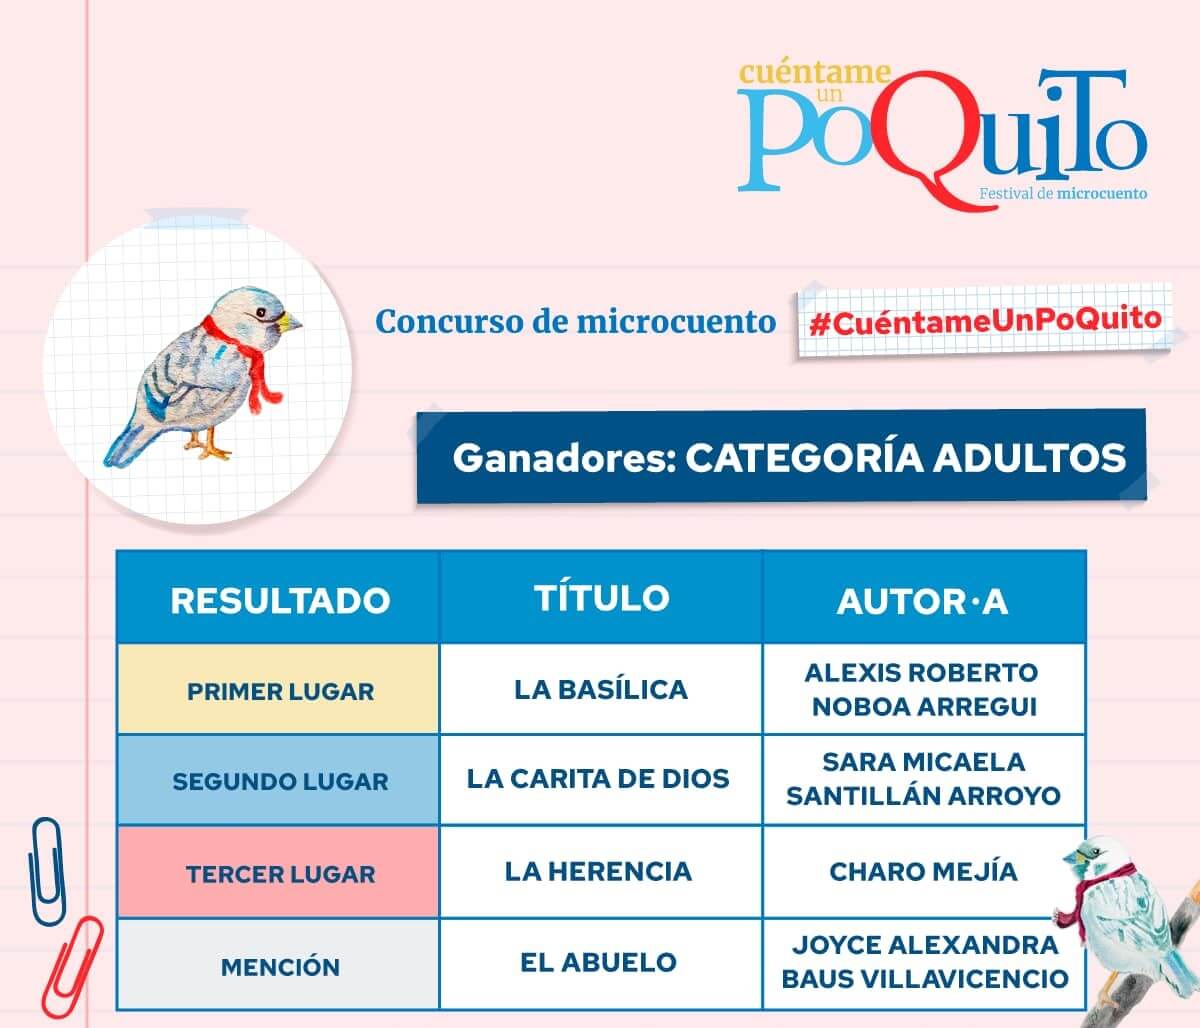 cuéntame
un
PoQuiTo
Festival de microcuento
Concurso de microcuento #CuéntameUnPoQuito
Ganadores: CATEGORÍA ADULTOS
RESULTADO TÍTULO AUTOR·A
PRIMER LUGAR LA BASÍLICA ALEXIS ROBERTO NOBOA ARREGUI
SEGUNDO LUGAR LA CARITA DE DIOS SARA MICAELA SANTILLÁN ARROYO
TERCER LUGAR LA HERENCIA CHARO MEJÍA
MENCIÓN EL ABUELO JOYCE ALEXANDRA BAUS VILLAVICENCIO